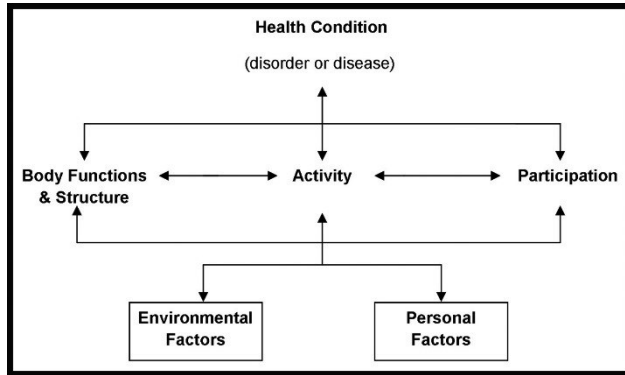 Health Condition
(disorder or disease)
Body Functions
& Structure
Activity
Participation
Environmental
Factors
Personal
Factors